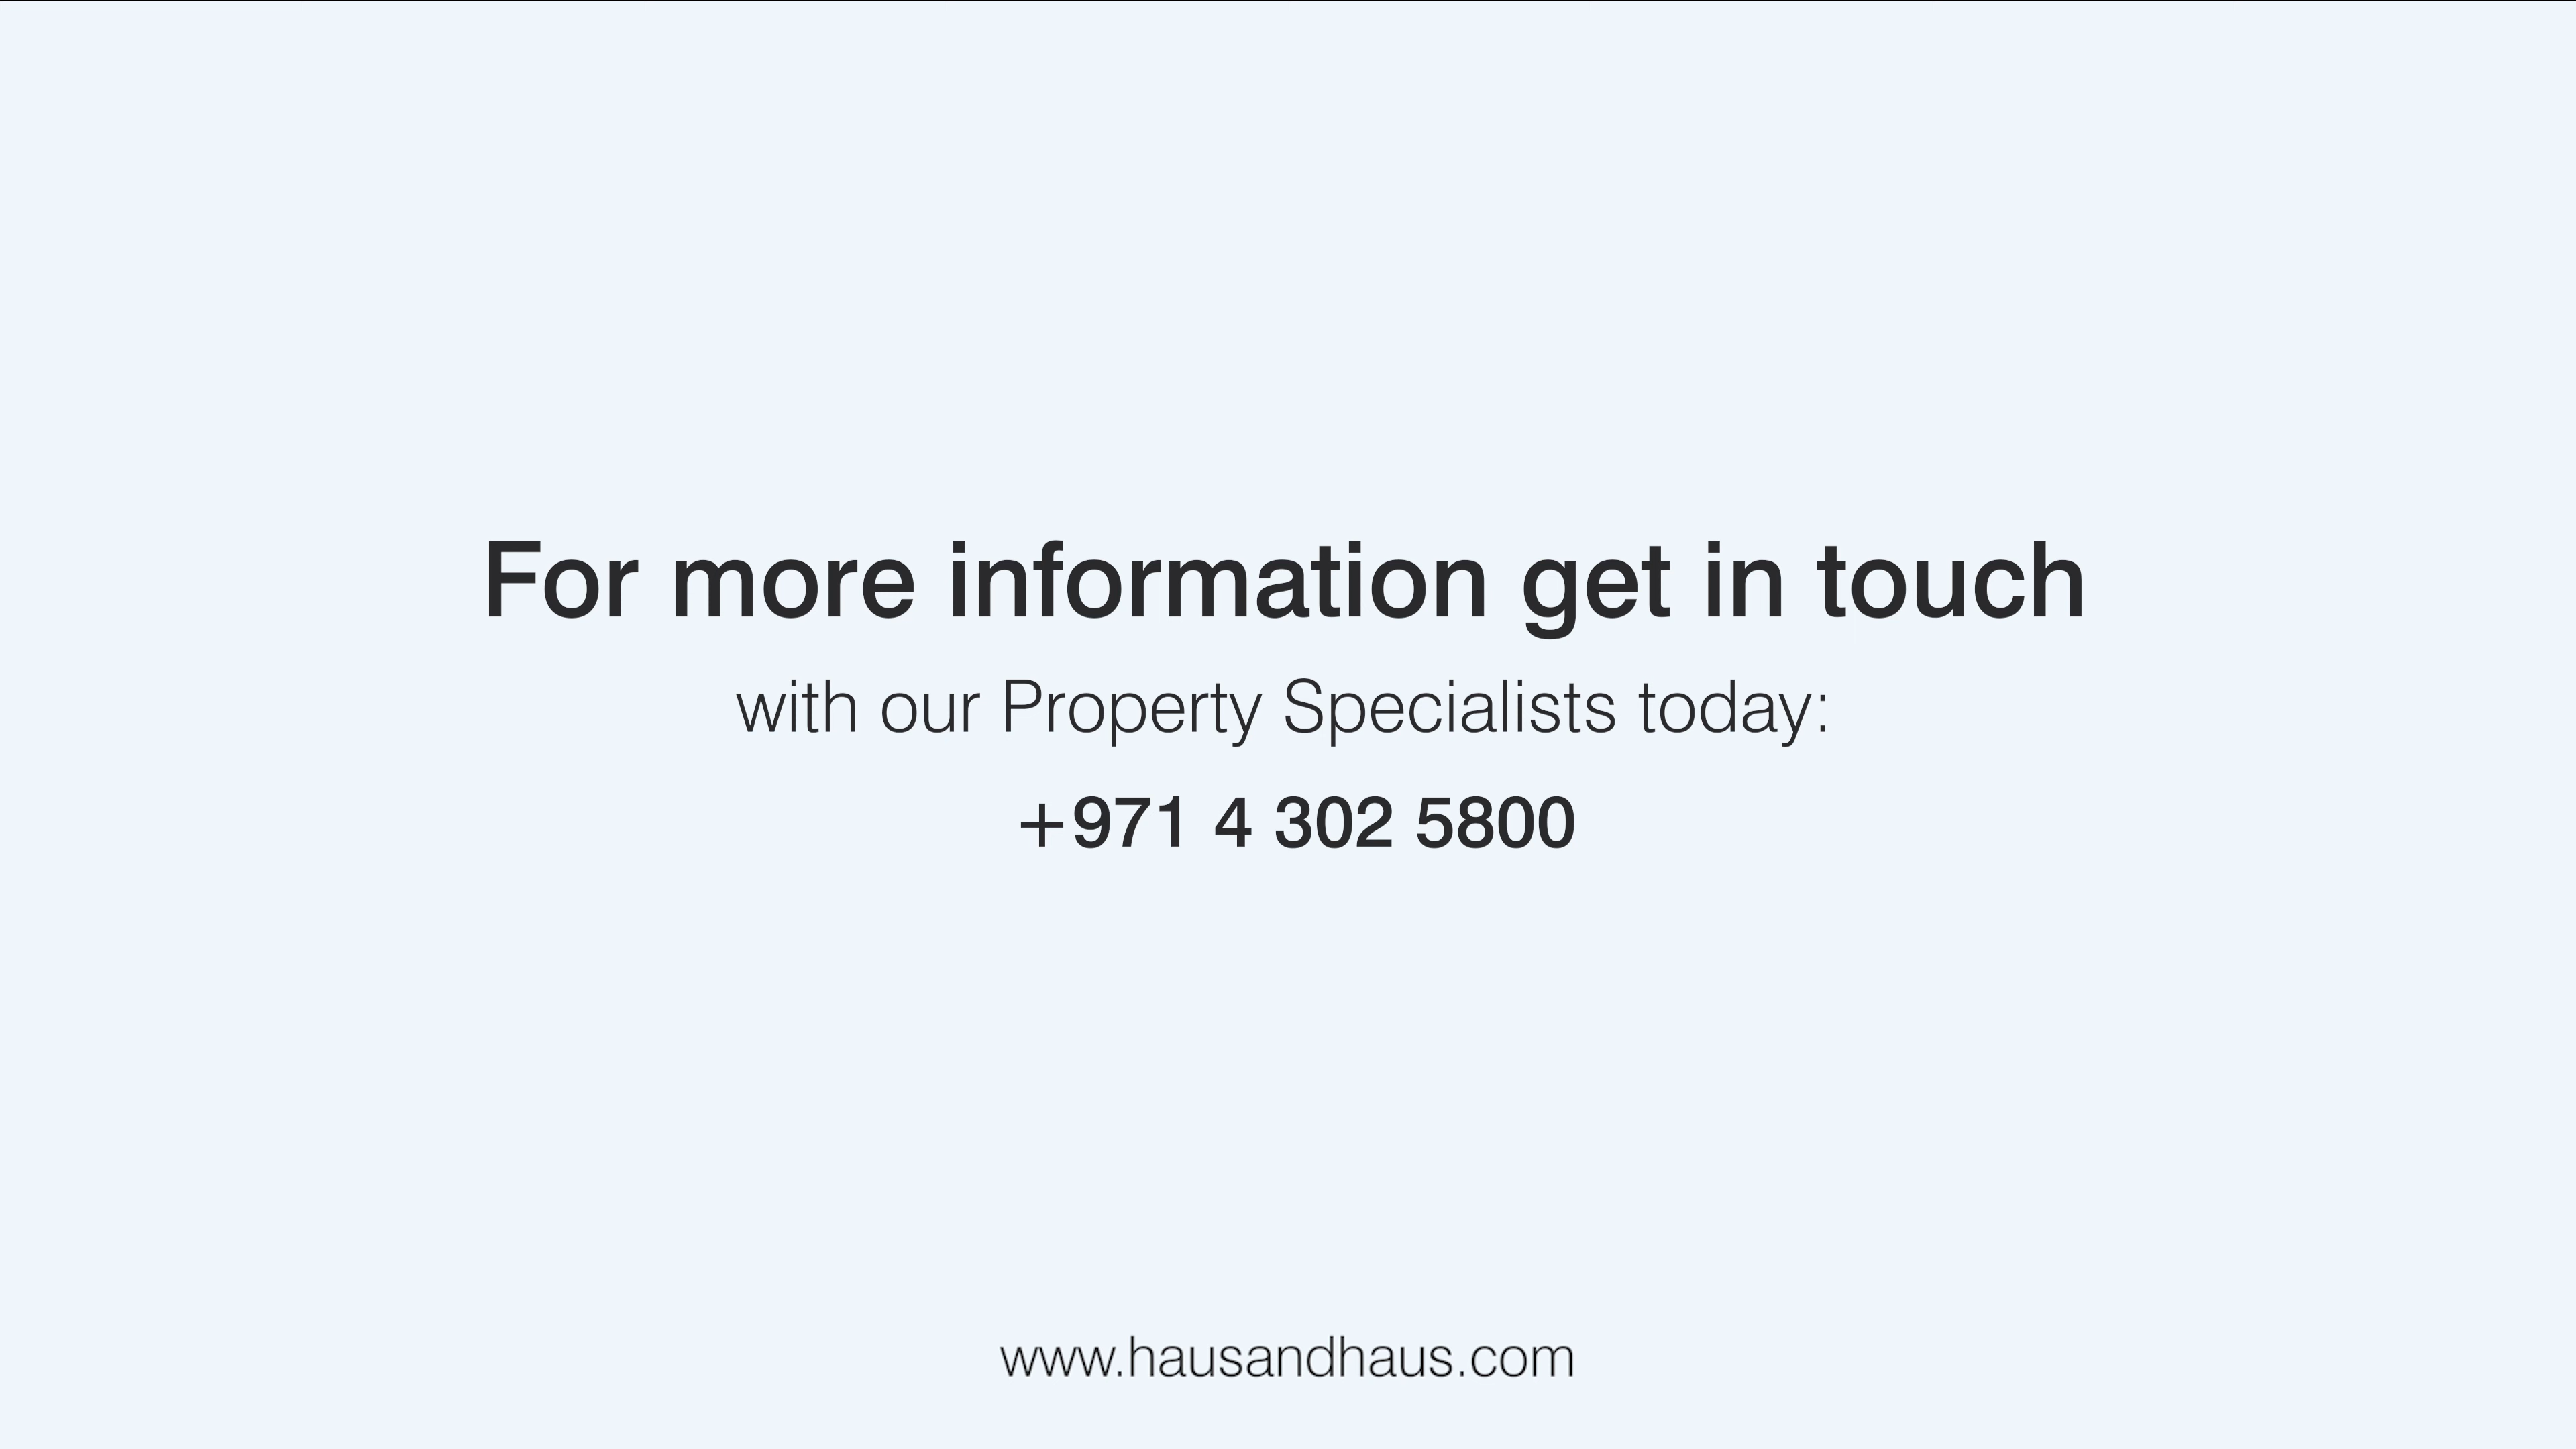 For more information get in touch
with our Property Specialists today:
+971 4 302 5800
www.hausandhaus.com